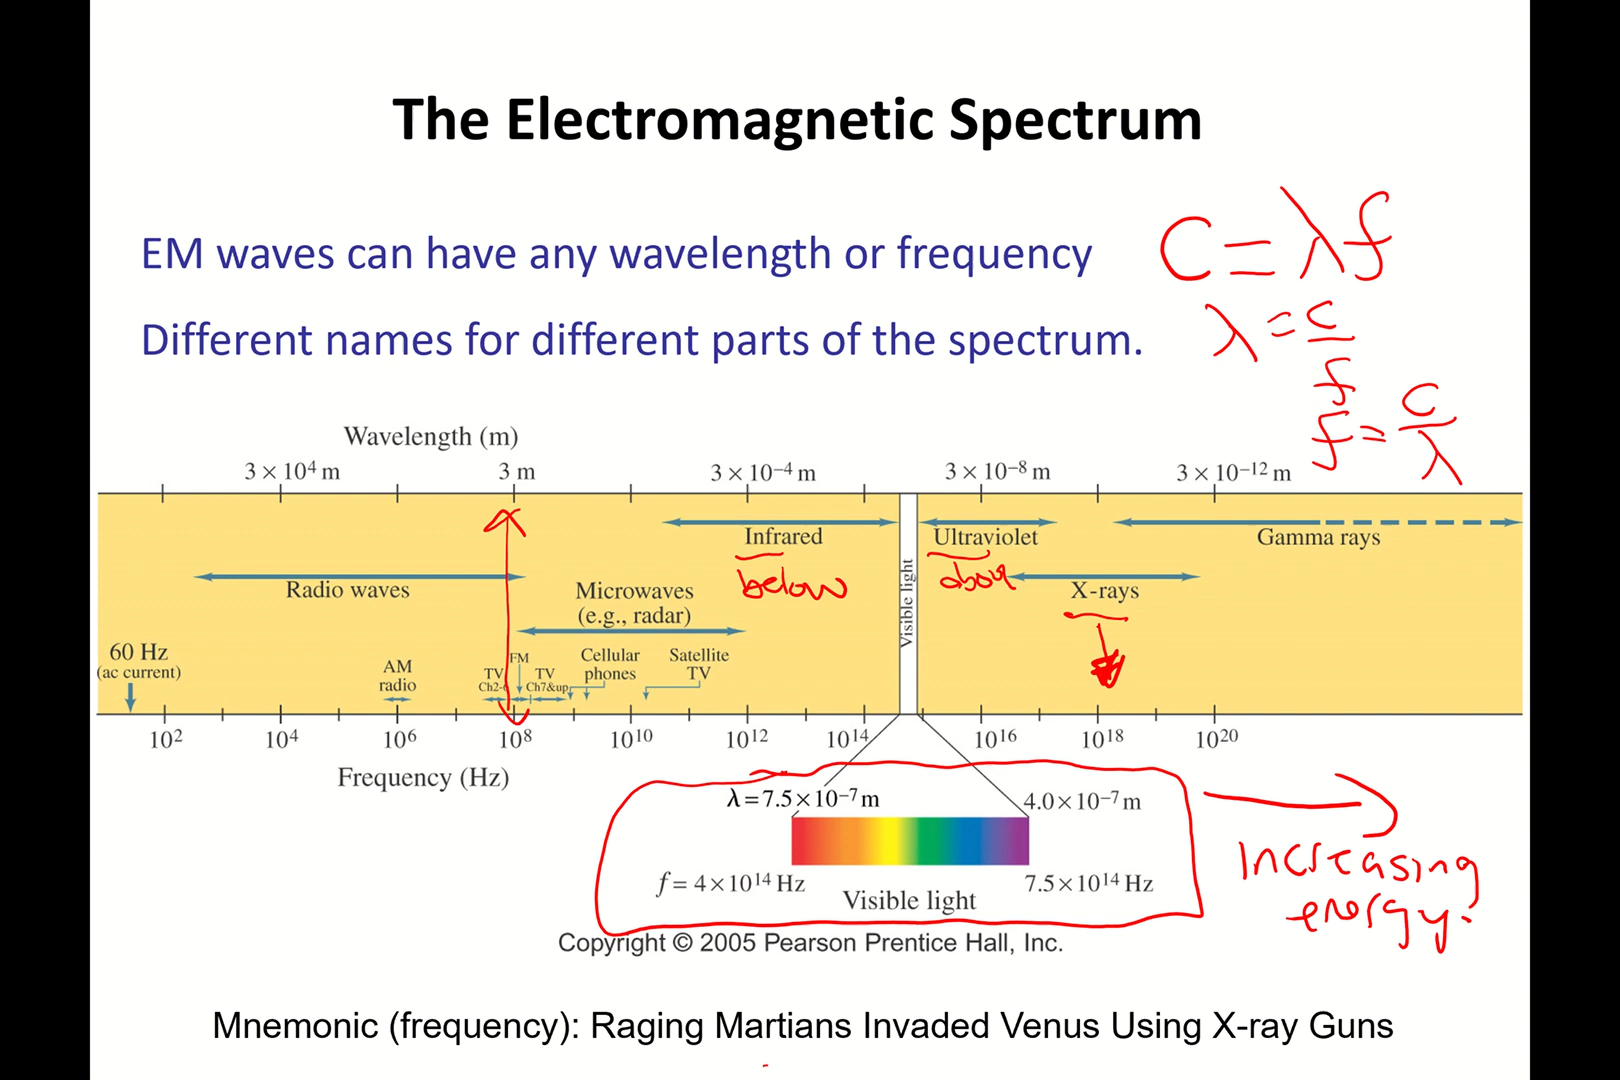 The Electromagnetic Spectrum
EM waves can have any wavelength or frequency
C = λf
Different names for different parts of the spectrum.
λ = c/f
f = c/λ
Wavelength (m)
3 × 10⁴ m 3 m 3 × 10⁻⁴ m 3 × 10⁻⁸ m 3 × 10⁻¹² m
Infrared Ultraviolet Gamma rays
below above
Radio waves Microwaves X-rays
(e.g., radar)
Visible light
60 Hz
(ac current)
AM
radio
TV
Ch2-6
FM
TV
Ch7&up
Cellular
phones
Satellite
TV
10² 10⁴ 10⁶ 10⁸ 10¹⁰ 10¹² 10¹⁴ 10¹⁶ 10¹⁸ 10²⁰
Frequency (Hz)
λ = 7.5 × 10⁻⁷ m 4.0 × 10⁻⁷ m
f = 4 × 10¹⁴ Hz 7.5 × 10¹⁴ Hz
Visible light
Increasing
energy.
Copyright © 2005 Pearson Prentice Hall, Inc.
Mnemonic (frequency): Raging Martians Invaded Venus Using X-ray Guns